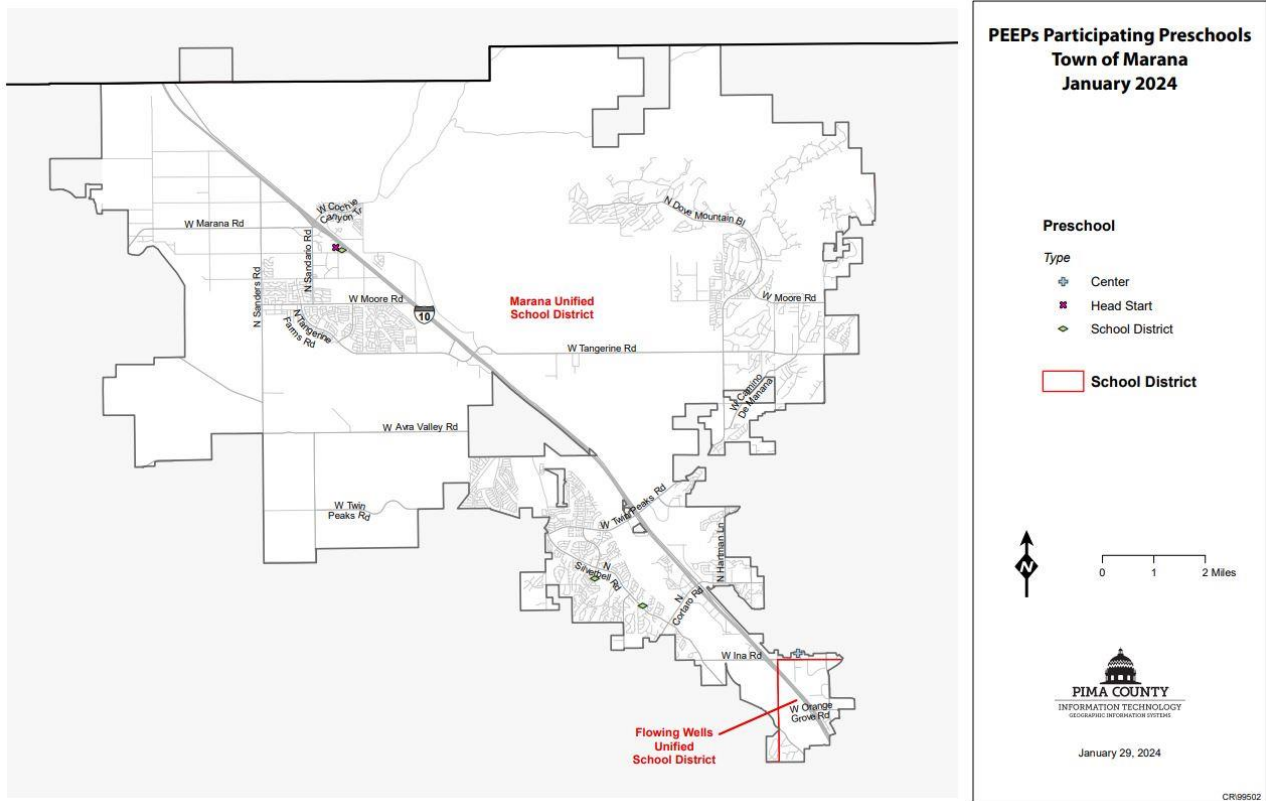 W Cochie
Canyon Tr
W Marana Rd
N Sandario Rd
N Sanders Rd
W Moore Rd
N Tangerine
Farms Rd
10
Marana Unified
School District
N Dove Mountain Bl
W Moore Rd
W Tangerine Rd
W Camino
De Manana
W Avra Valley Rd
W Twin
Peaks Rd
W Twin Peaks Rd
N Hartman Ln
N
Silverbell Rd
N
Cortaro Rd
W Ina Rd
W Orange
Grove Rd
Flowing Wells
Unified
School District
PEEPs Participating Preschools
Town of Marana
January 2024
Preschool
Type
Center
Head Start
School District
School District
N
0 1 2 Miles
PIMA COUNTY
INFORMATION TECHNOLOGY
GEOGRAPHIC INFORMATION SYSTEMS
January 29, 2024
CR\99502